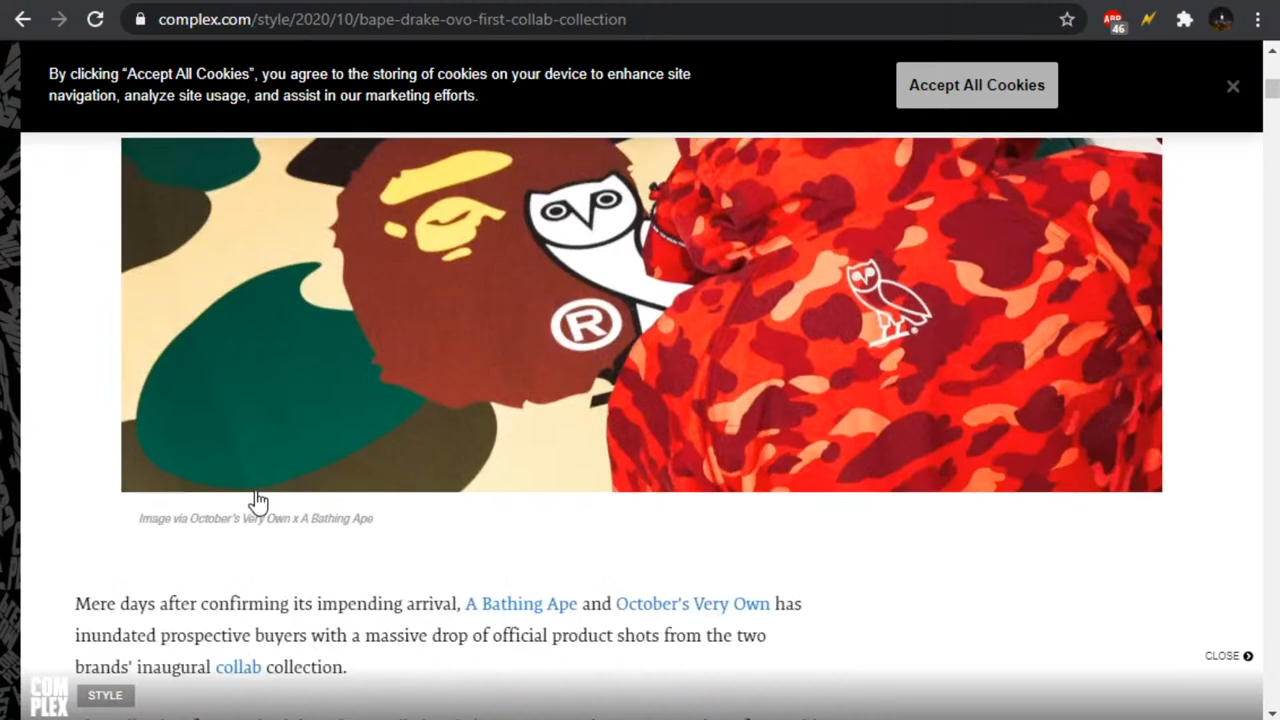 complex.com/style/2020/10/bape-drake-ovo-first-collab-collection
ABP
46
By clicking “Accept All Cookies”, you agree to the storing of cookies on your device to enhance site
navigation, analyze site usage, and assist in our marketing efforts.
Accept All Cookies
®
Image via October's Very Own x A Bathing Ape
Mere days after confirming its impending arrival, A Bathing Ape and October's Very Own has
inundated prospective buyers with a massive drop of official product shots from the two
brands' inaugural collab collection.
CLOSE
COM
PLEX
STYLE